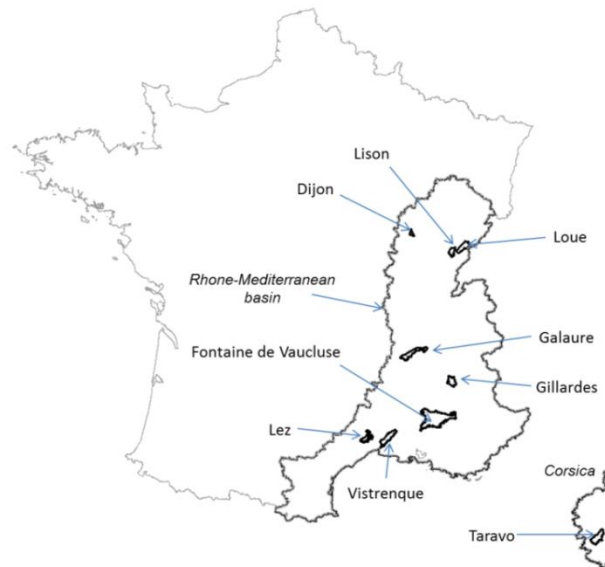 Lison
Dijon
Loue
Rhone-Mediterranean
basin
Galaure
Fontaine de Vaucluse
Gillardes
Lez
Vistrenque
Corsica
Taravo